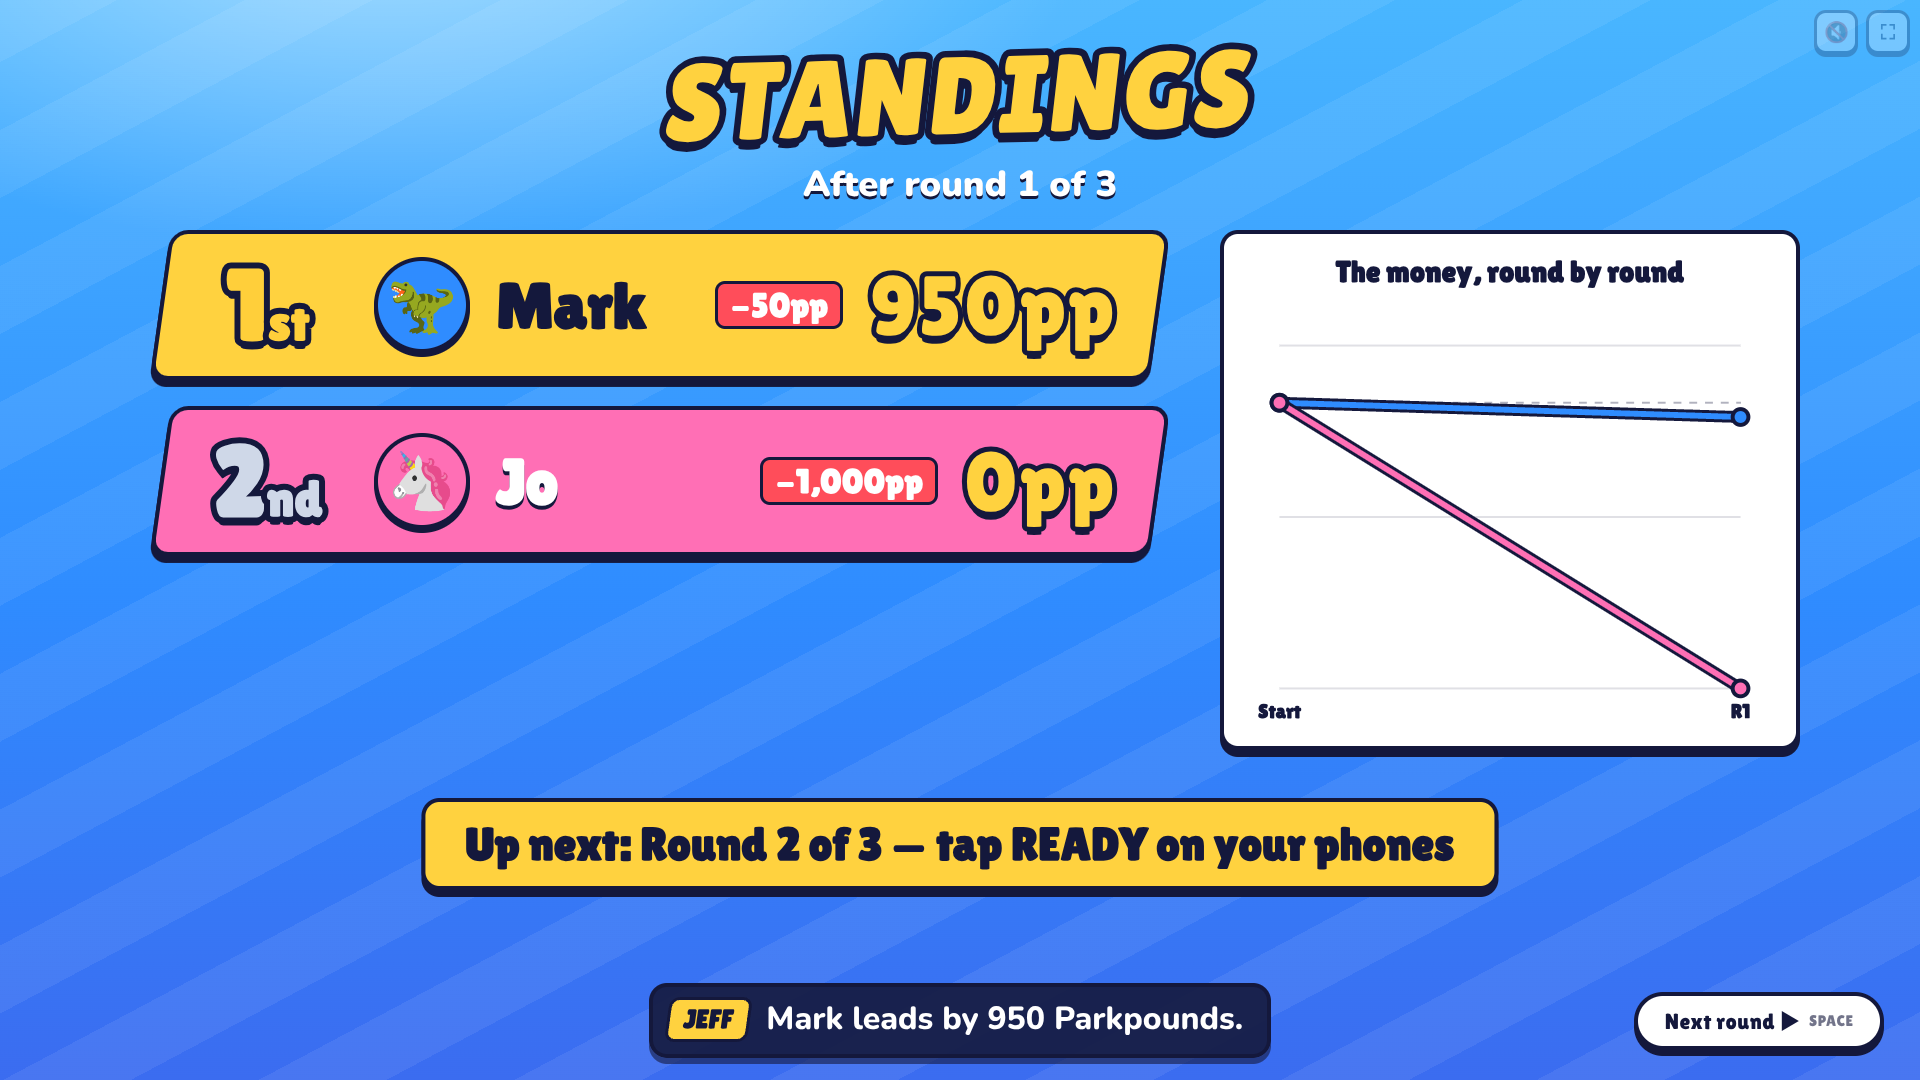 STANDINGS
After round 1 of 3
1st Mark -50pp 950pp
2nd Jo -1,000pp 0pp
The money, round by round
Start R1
Up next: Round 2 of 3 — tap READY on your phones
JEFF Mark leads by 950 Parkpounds.
Next round ▶ SPACE